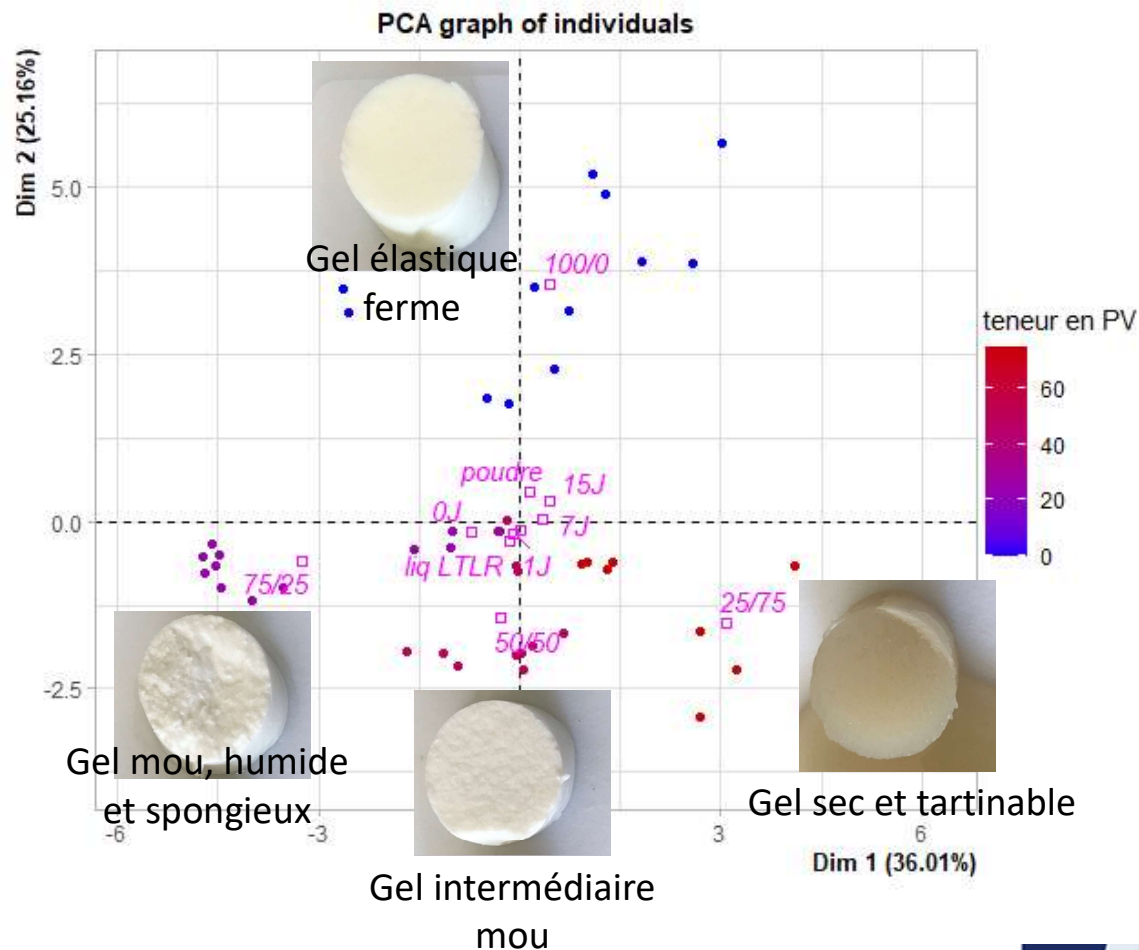 PCA graph of individuals
Dim 2 (25.16%)
5.0
2.5
0.0
-2.5
Gel élastique
ferme
100/0
teneur en PV
60
40
20
0
poudre
15J
0J
7J
liq LTLR
1J
75/25
25/75
50/50
Gel mou, humide
et spongieux
Gel sec et tartinable
-6
-3
3
6
Dim 1 (36.01%)
Gel intermédiaire
mou